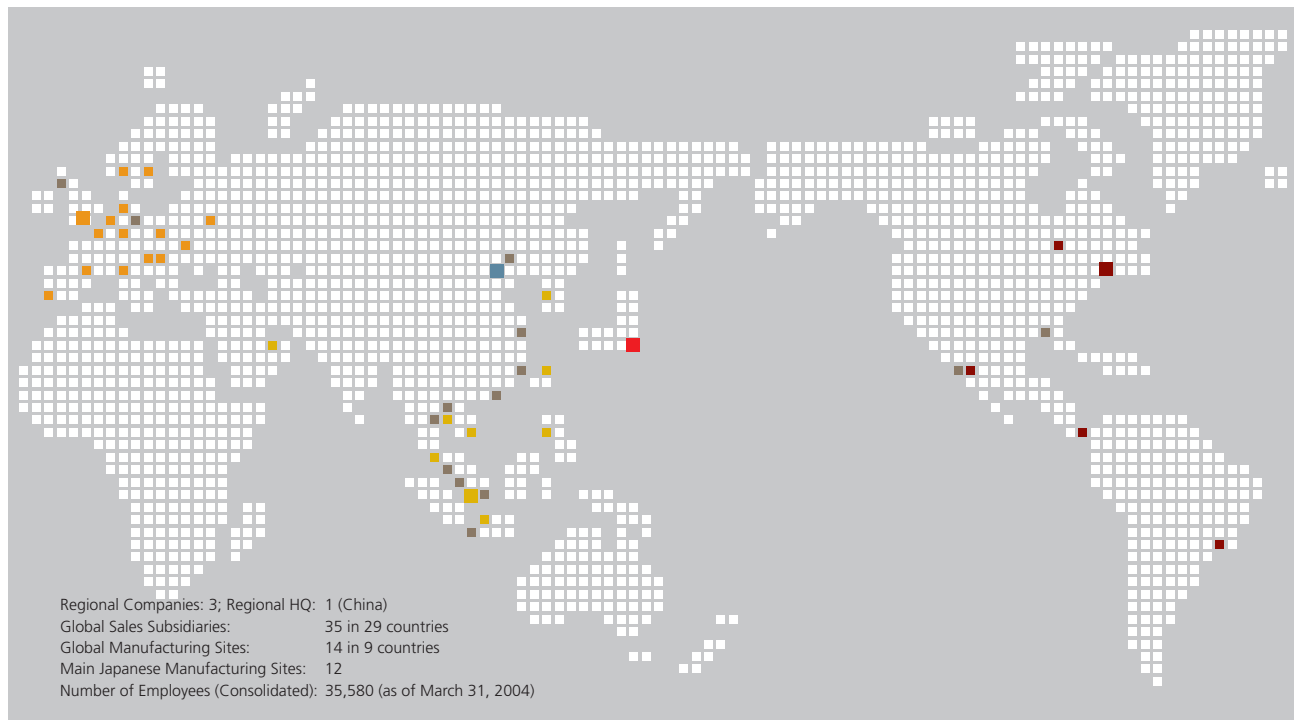 Regional Companies: 3; Regional HQ: 1 (China)
Global Sales Subsidiaries: 35 in 29 countries
Global Manufacturing Sites: 14 in 9 countries
Main Japanese Manufacturing Sites: 12
Number of Employees (Consolidated): 35,580 (as of March 31, 2004)